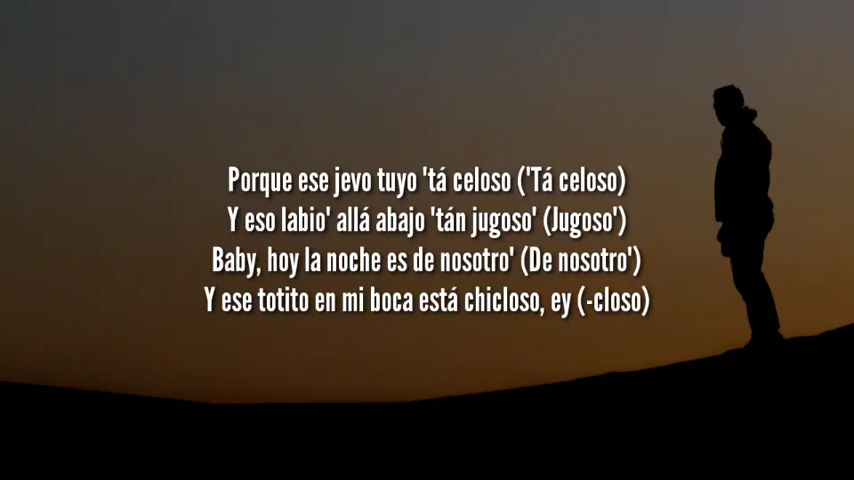 Porque ese jevo tuyo 'tá celoso ('Tá celoso)
Y eso labio' allá abajo 'tán jugoso' (Jugoso')
Baby, hoy la noche es de nosotro' (De nosotro')
Y ese totito en mi boca está chicloso, ey (-closo)